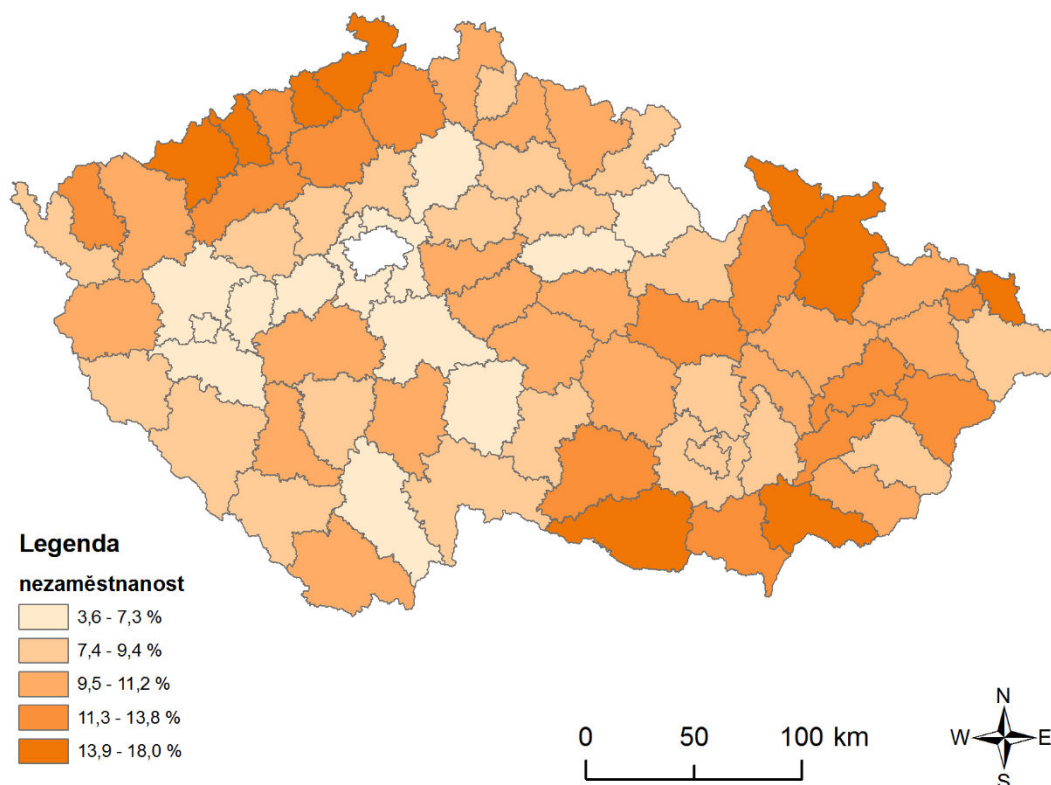 Legenda
nezaměstnanost
3,6 - 7,3 %
7,4 - 9,4 %
9,5 - 11,2 %
11,3 - 13,8 %
13,9 - 18,0 %
0 50 100 km
N
W E
S